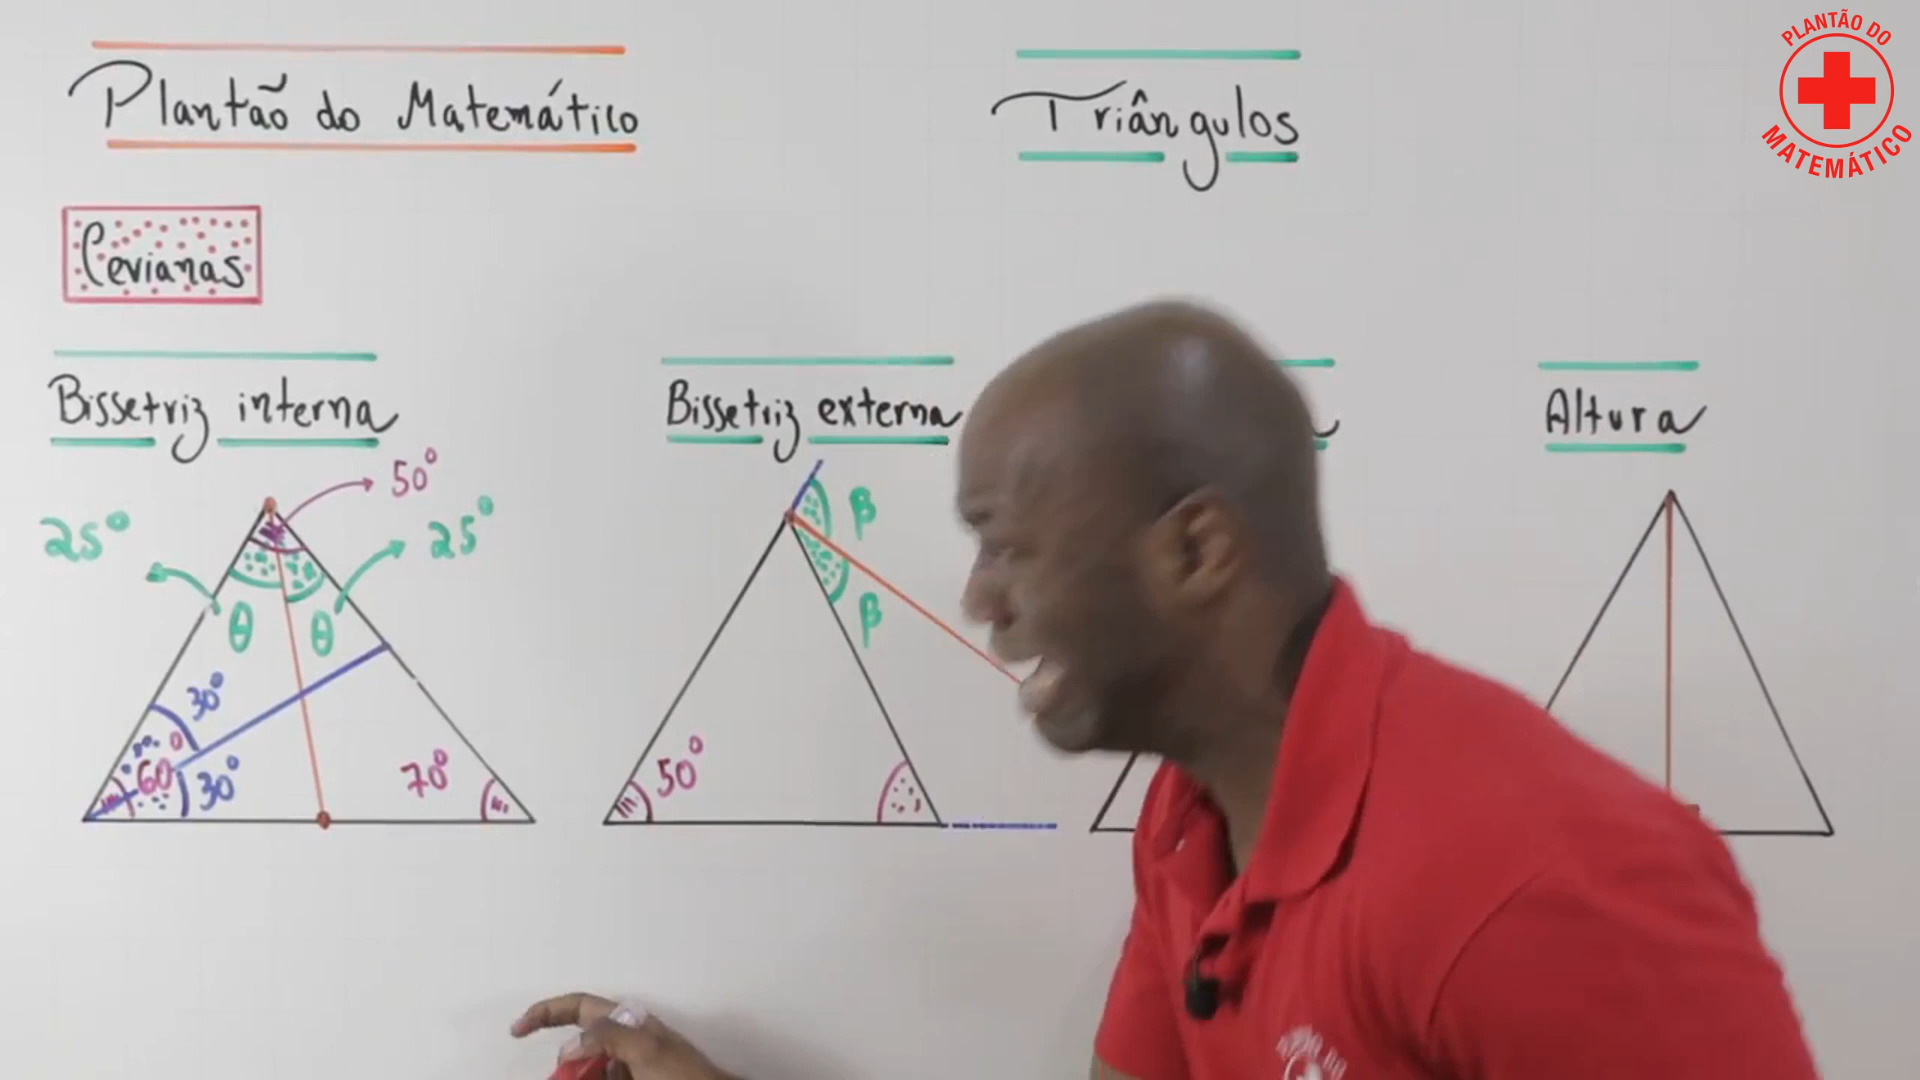 Plantão do Matemático
Triângulos
PLANTÃO DO
MATEMÁTICO
Cevianas
Bissetriz interna
Bissetriz externa
Altura
50°
25°
25°
θ
θ
β
β
30°
60°
30°
70°
50°